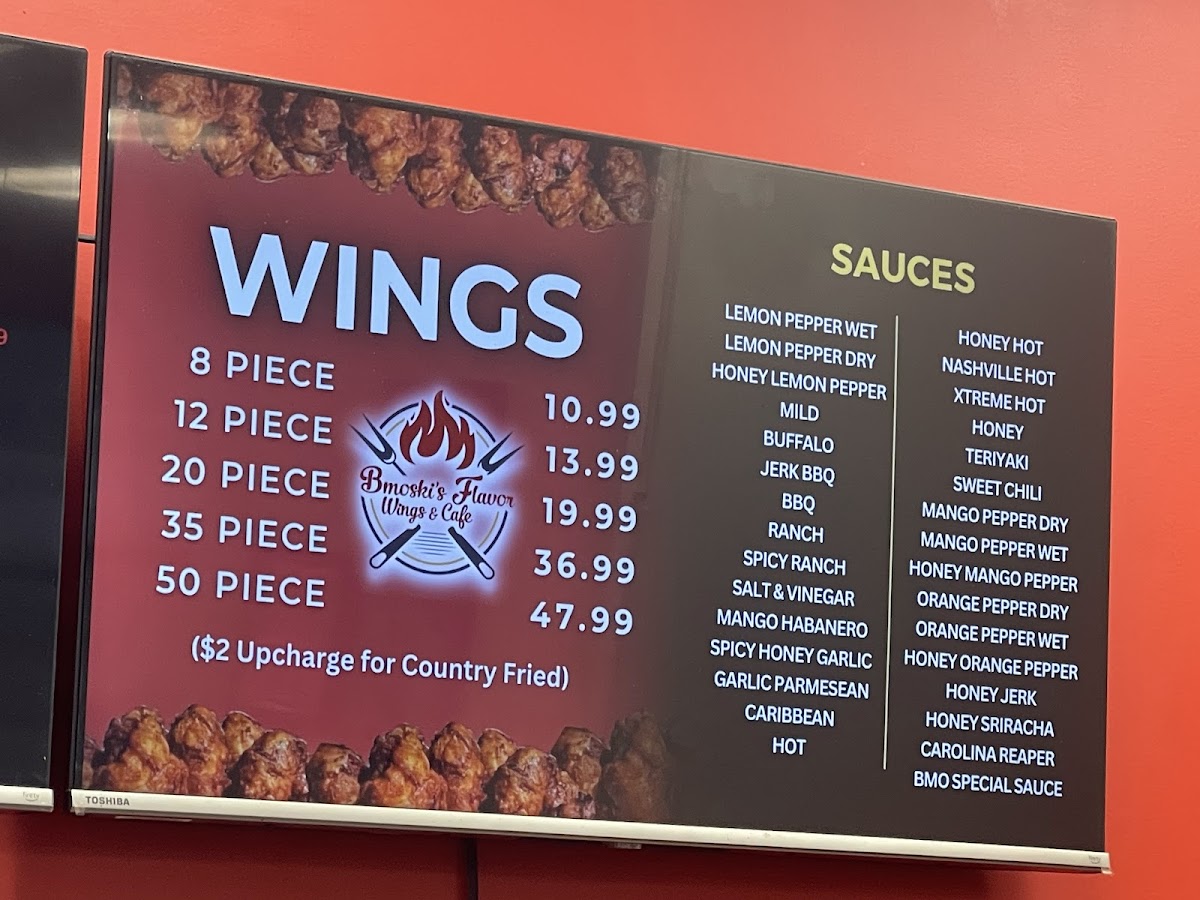 WINGS
8 PIECE 10.99
12 PIECE 13.99
20 PIECE 19.99
35 PIECE 36.99
50 PIECE 47.99
Bmoski's Flavor
Wings & Cafe
($2 Upcharge for Country Fried)
SAUCES
LEMON PEPPER WET
LEMON PEPPER DRY
HONEY LEMON PEPPER
MILD
BUFFALO
JERK BBQ
BBQ
RANCH
SPICY RANCH
SALT & VINEGAR
MANGO HABANERO
SPICY HONEY GARLIC
GARLIC PARMESEAN
CARIBBEAN
HOT
HONEY HOT
NASHVILLE HOT
XTREME HOT
HONEY
TERIYAKI
SWEET CHILI
MANGO PEPPER DRY
MANGO PEPPER WET
HONEY MANGO PEPPER
ORANGE PEPPER DRY
ORANGE PEPPER WET
HONEY ORANGE PEPPER
HONEY JERK
HONEY SRIRACHA
CAROLINA REAPER
BMO SPECIAL SAUCE
TOSHIBA
9